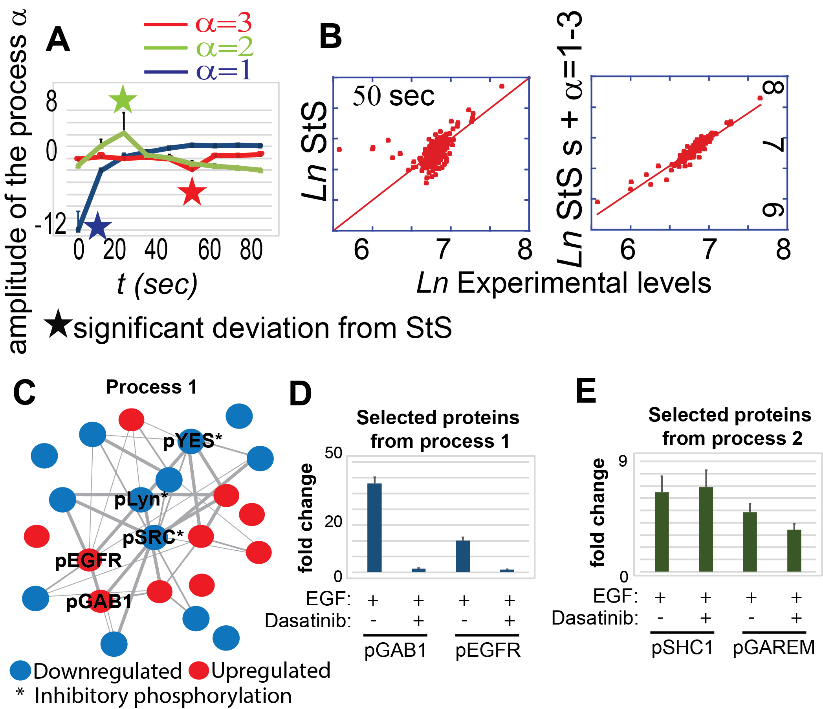 A
α=3
α=2
α=1
amplitude of the process α
8
0
-12
0 20 40 60 80
t (sec)
★significant deviation from StS
B
50 sec
Ln StS
6 7 8
Ln StS s + α=1-3
8
7
6
6 7 8
Ln Experimental levels
C
Process 1
pYES*
pLyn*
pSRC*
pEGFR
pGAB1
Downregulated Upregulated
* Inhibitory phosphorylation
D
Selected proteins
from process 1
fold change
50
20
0
EGF: + + + +
Dasatinib: - + - +
pGAB1 pEGFR
E
Selected proteins
from process 2
fold change
9
0
EGF: + + + +
Dasatinib: - + - +
pSHC1 pGAREM